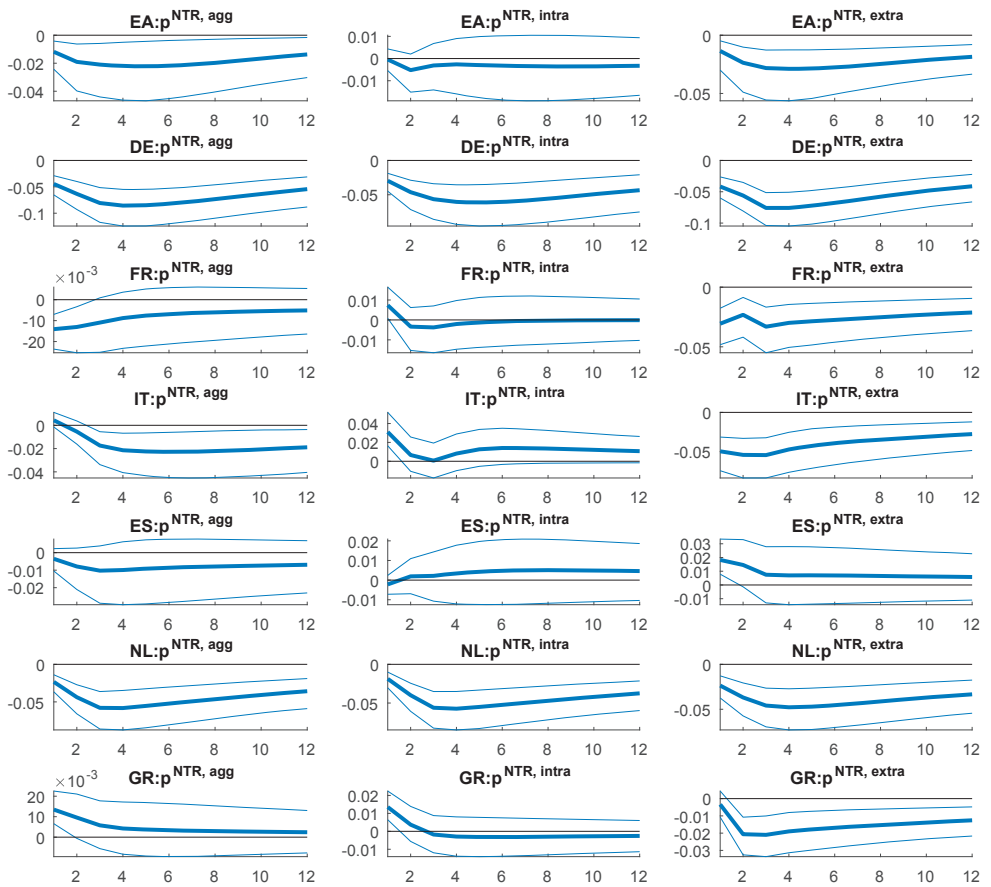 EA:p^NTR, agg EA:p^NTR, intra EA:p^NTR, extra
0 -0.02 -0.04 2 4 6 8 10 12
0.01 0 -0.01 2 4 6 8 10 12
0 -0.05 2 4 6 8 10 12
DE:p^NTR, agg DE:p^NTR, intra DE:p^NTR, extra
0 -0.05 -0.1 2 4 6 8 10 12
0 -0.05 2 4 6 8 10 12
0 -0.05 -0.1 2 4 6 8 10 12
FR:p^NTR, agg FR:p^NTR, intra FR:p^NTR, extra
×10^-3 0 -10 -20 2 4 6 8 10 12
0.01 0 -0.01 2 4 6 8 10 12
0 -0.05 2 4 6 8 10 12
IT:p^NTR, agg IT:p^NTR, intra IT:p^NTR, extra
0 -0.02 -0.04 2 4 6 8 10 12
0.04 0.02 0 2 4 6 8 10 12
0 -0.05 2 4 6 8 10 12
ES:p^NTR, agg ES:p^NTR, intra ES:p^NTR, extra
0 -0.01 -0.02 2 4 6 8 10 12
0.02 0.01 0 -0.01 2 4 6 8 10 12
0.03 0.02 0.01 0 -0.01 2 4 6 8 10 12
NL:p^NTR, agg NL:p^NTR, intra NL:p^NTR, extra
0 -0.05 2 4 6 8 10 12
0 -0.05 2 4 6 8 10 12
0 -0.05 2 4 6 8 10 12
GR:p^NTR, agg GR:p^NTR, intra GR:p^NTR, extra
×10^-3 20 10 0 2 4 6 8 10 12
0.02 0.01 0 -0.01 2 4 6 8 10 12
0 -0.01 -0.02 -0.03 2 4 6 8 10 12